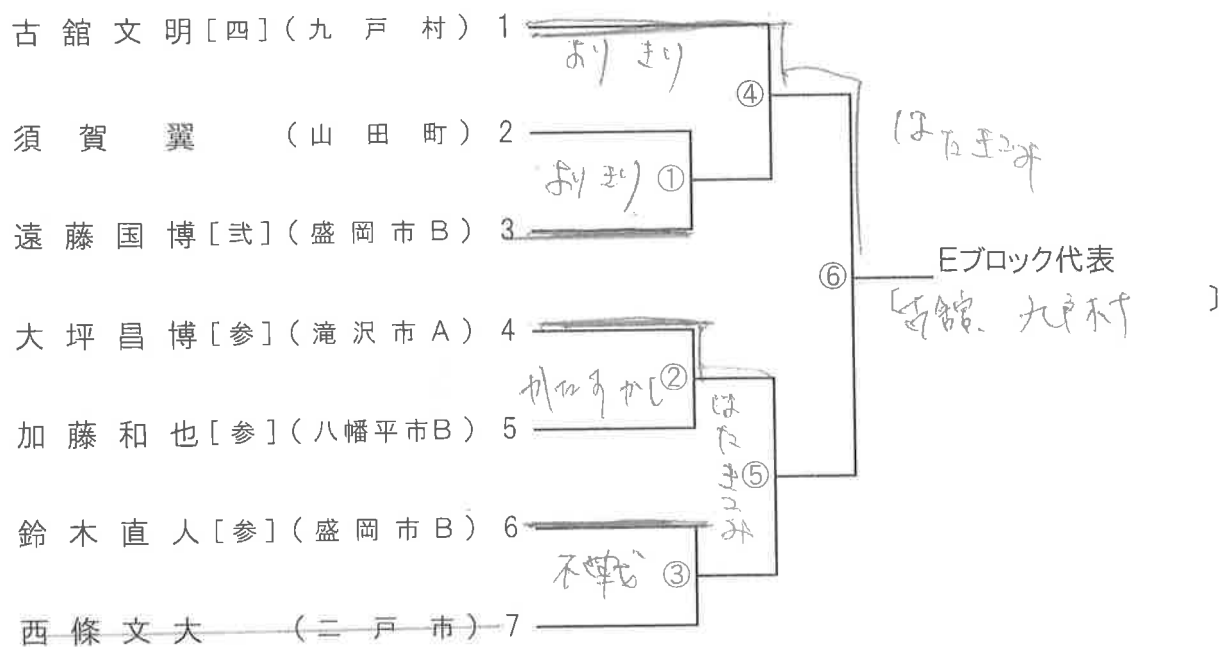 古舘文明[四](九戸村) 1
よりきり
④
はたきこみ
須賀 翼 (山田町) 2
よりきり ①
遠藤国博[弐](盛岡市B) 3
⑥ Eブロック代表
[古舘、九戸村 ]
大坪昌博[参](滝沢市A) 4
かたすかし ②
加藤和也[参](八幡平市B) 5
はたきこみ ⑤
鈴木直人[参](盛岡市B) 6
不戦 ③
西條文大 (二戸市) 7